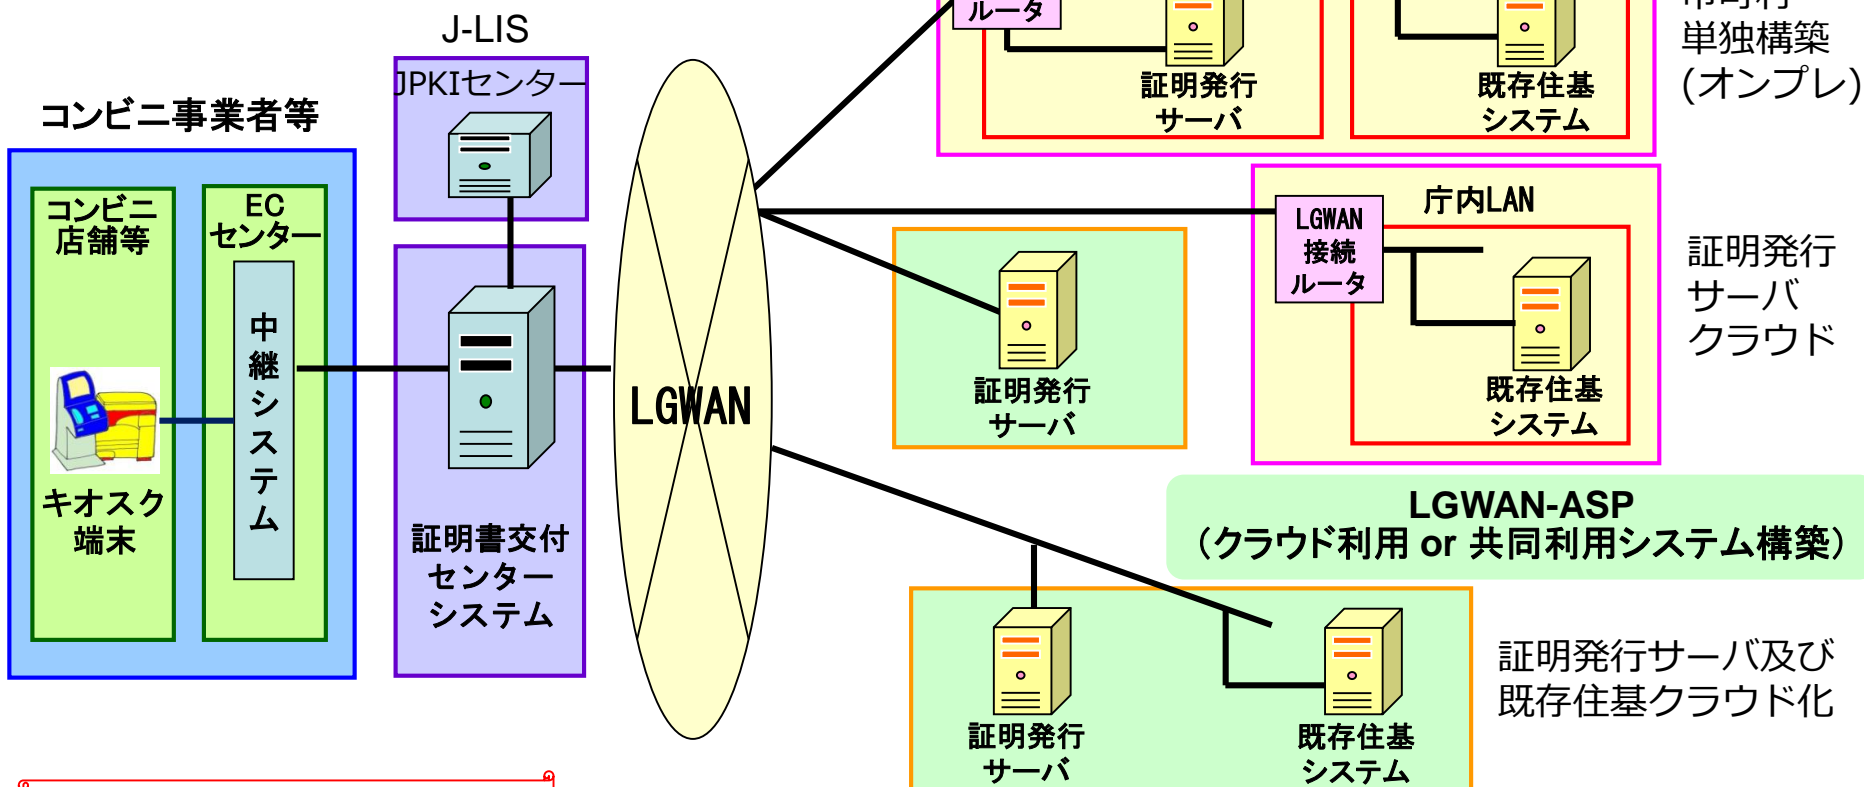 J-LIS
JPKIセンター
コンビニ事業者等
コンビニ
店舗等
EC
センター
中継システム
キオスク
端末
証明書交付
センター
システム
LGWAN
ルータ
証明発行
サーバ
既存住基
システム
単独構築
(オンプレ)
庁内LAN
LGWAN
接続
ルータ
証明発行
サーバ
既存住基
システム
証明発行
サーバ
クラウド
LGWAN-ASP
（クラウド利用 or 共同利用システム構築）
証明発行
サーバ
既存住基
システム
証明発行サーバ及び
既存住基クラウド化